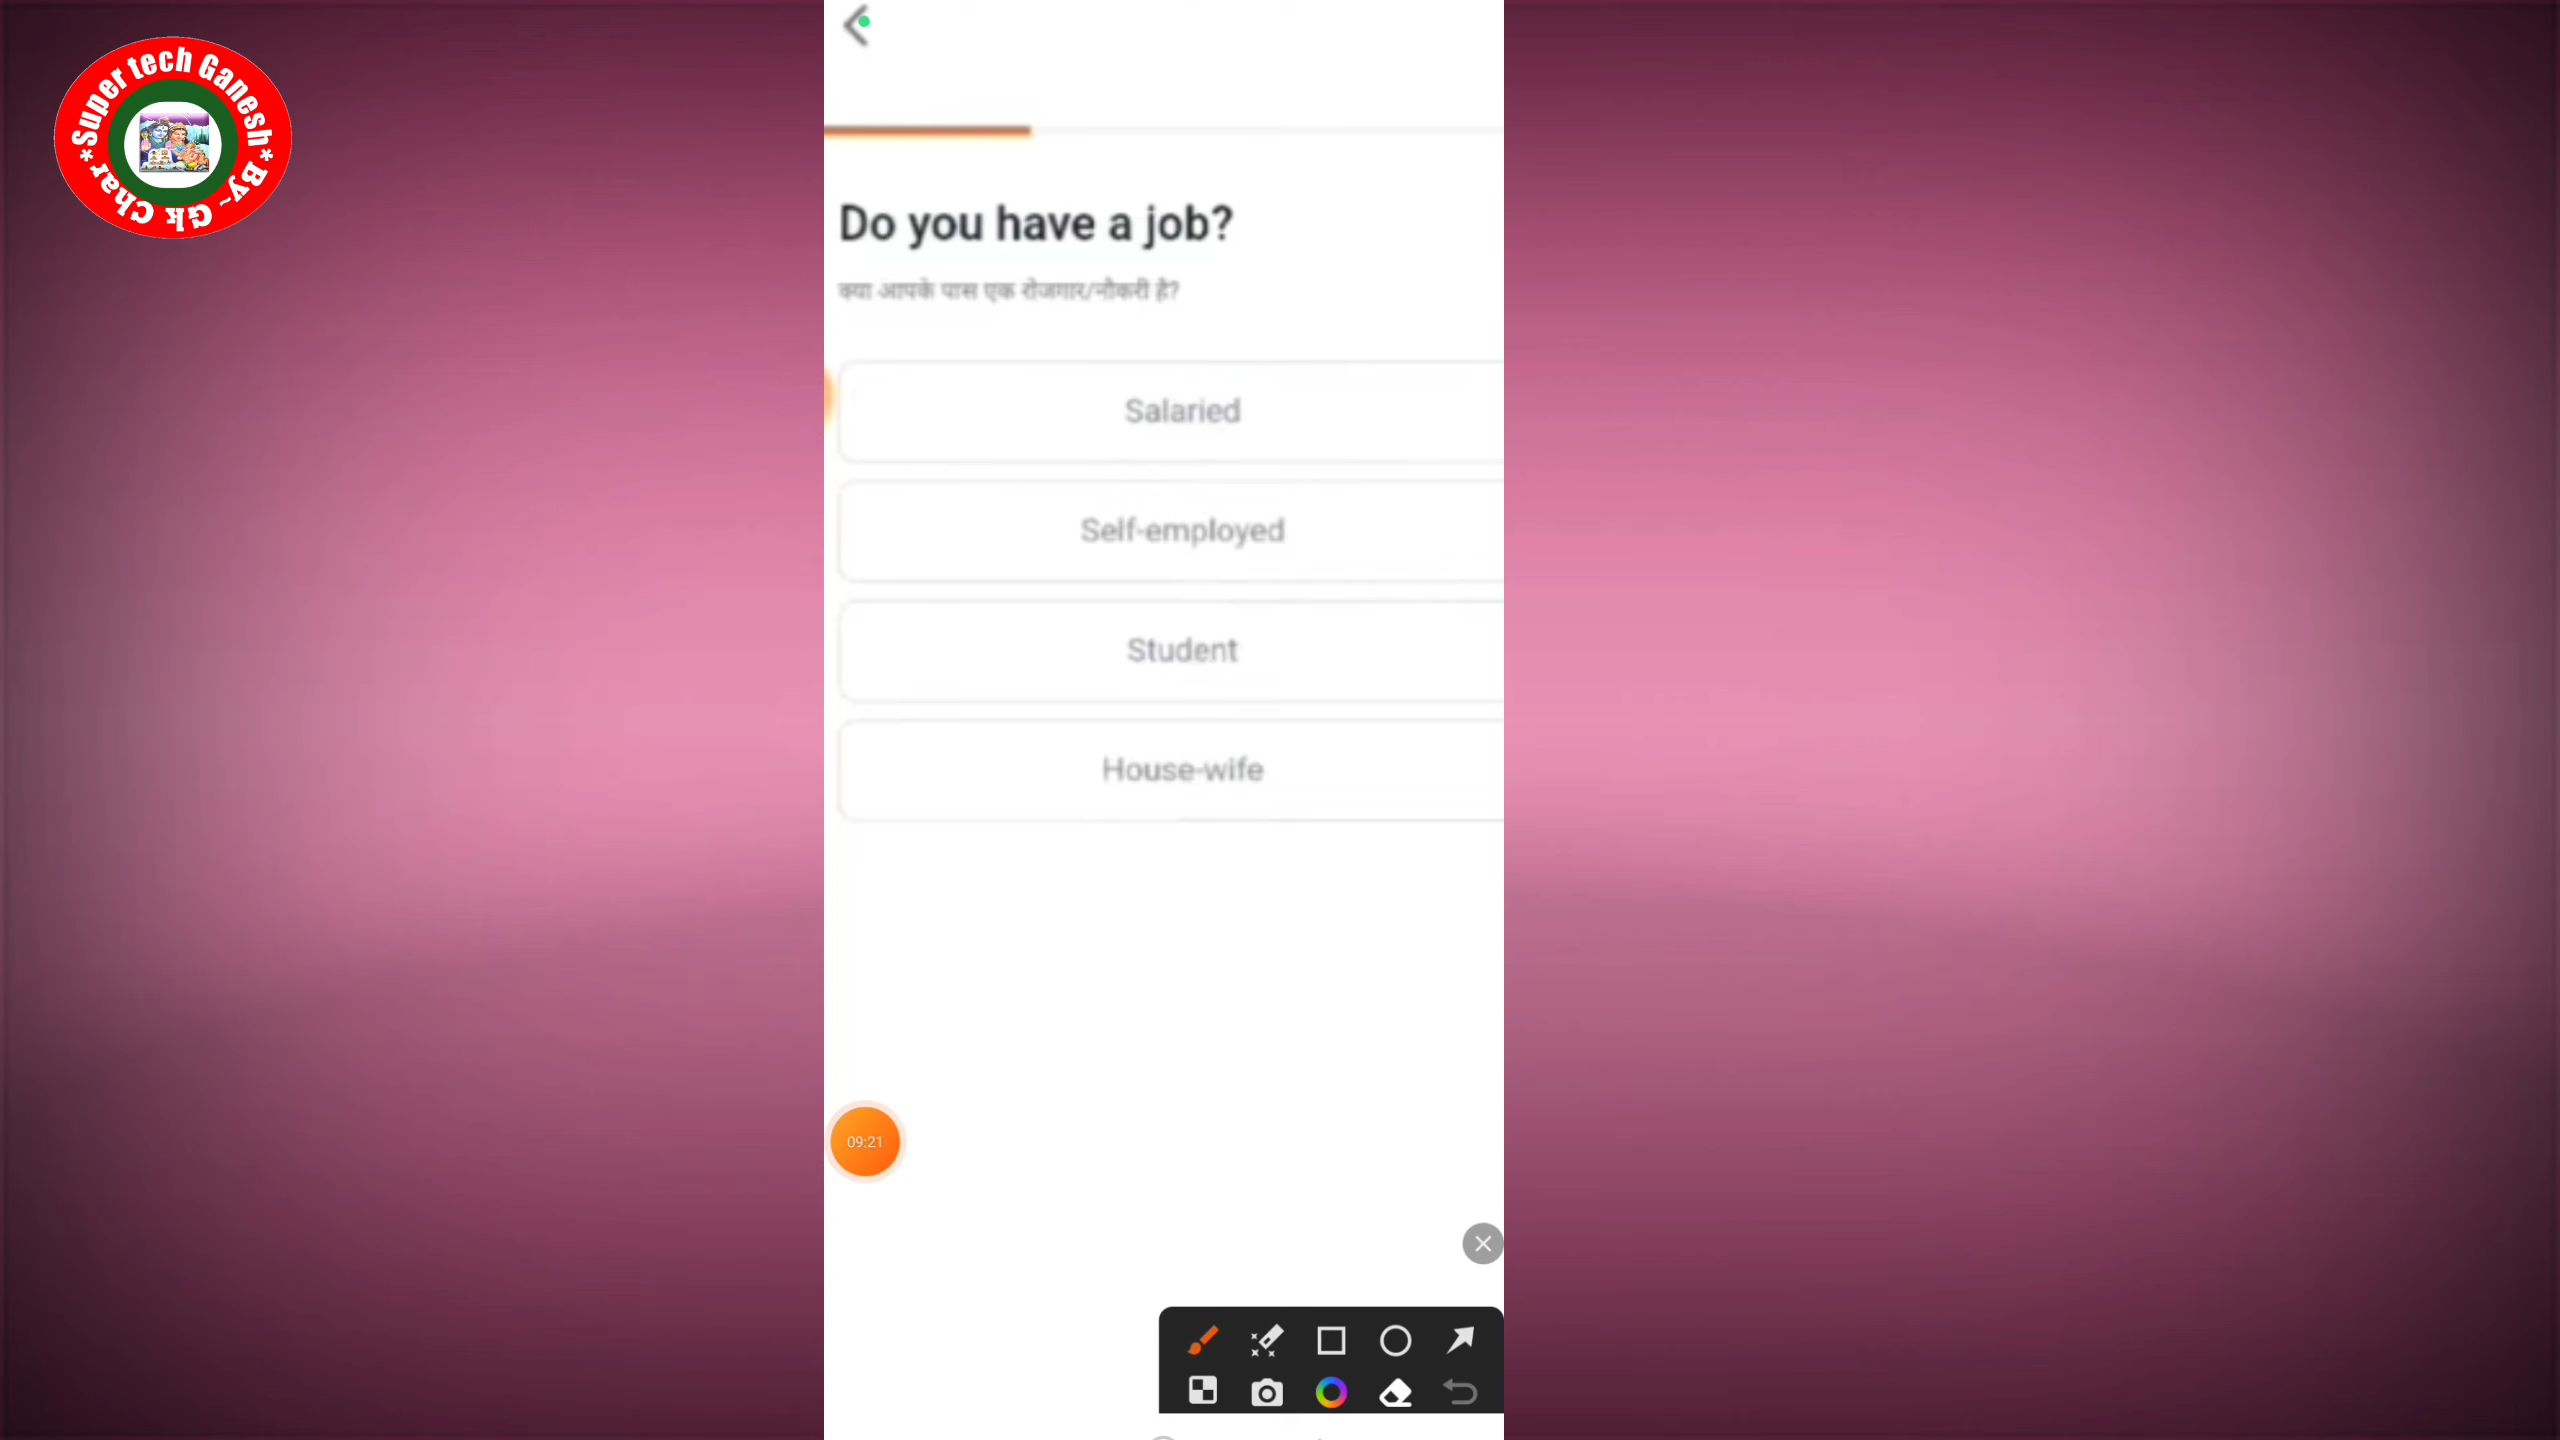 *Super tech Ganesh*
By ~ Gk Char
Do you have a job?
क्या आपके पास एक रोजगार/नौकरी है?
Salaried
Self-employed
Student
House-wife
09:21